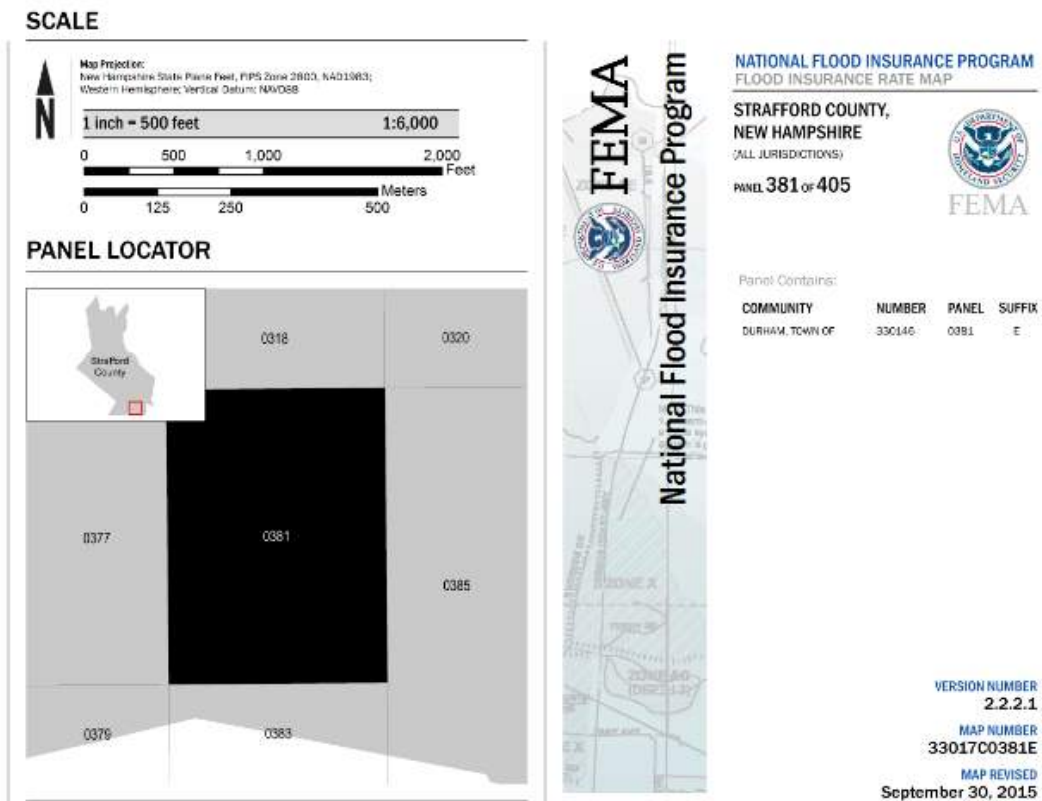 SCALE
Map Projection:
New Hampshire State Plane Feet, FIPS Zone 2800, NAD1983;
Western Hemisphere; Vertical Datum: NAVD88
N
1 inch = 500 feet 1:6,000
0 500 1,000 2,000
Feet
Meters
0 125 250 500
PANEL LOCATOR
Strafford
County
0318
0320
0377
0381
0385
0379
0383
FEMA
National Flood Insurance Program
ZONE X
NATIONAL FLOOD INSURANCE PROGRAM
FLOOD INSURANCE RATE MAP
STRAFFORD COUNTY,
NEW HAMPSHIRE
(ALL JURISDICTIONS)
PANEL 381 OF 405
U.S. DEPARTMENT OF HOMELAND SECURITY
FEMA
Panel Contains:
COMMUNITY NUMBER PANEL SUFFIX
DURHAM, TOWN OF 330146 0381 E
VERSION NUMBER
2.2.2.1
MAP NUMBER
33017C0381E
MAP REVISED
September 30, 2015